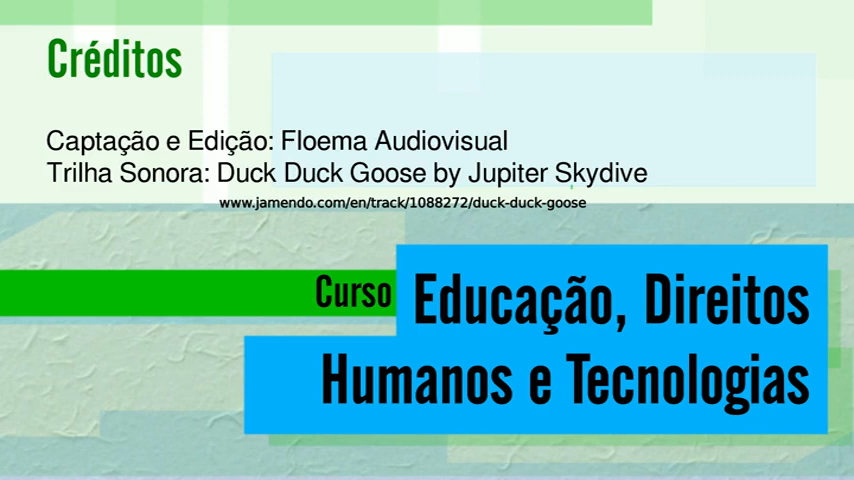 Créditos
Captação e Edição: Floema Audiovisual
Trilha Sonora: Duck Duck Goose by Jupiter Skydive
www.jamendo.com/en/track/1088272/duck-duck-goose
Curso Educação, Direitos
Humanos e Tecnologias